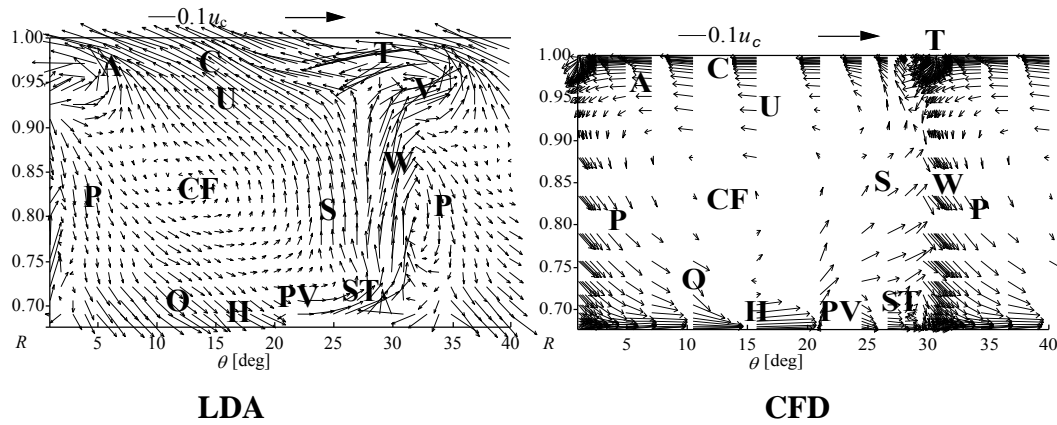 0.1u_c
1.00
0.95
0.90
0.85
0.80
0.75
0.70
R
5 10 15 20 25 30 35 40
θ [deg]
A C T
U V
W
P CF S P
O H PV ST
LDA
0.1u_c
T
1.00
0.95
0.90
0.85
0.80
0.75
0.70
R
5 10 15 20 25 30 35 40
θ [deg]
A C
U
S W
P CF P
O
H PV ST
CFD